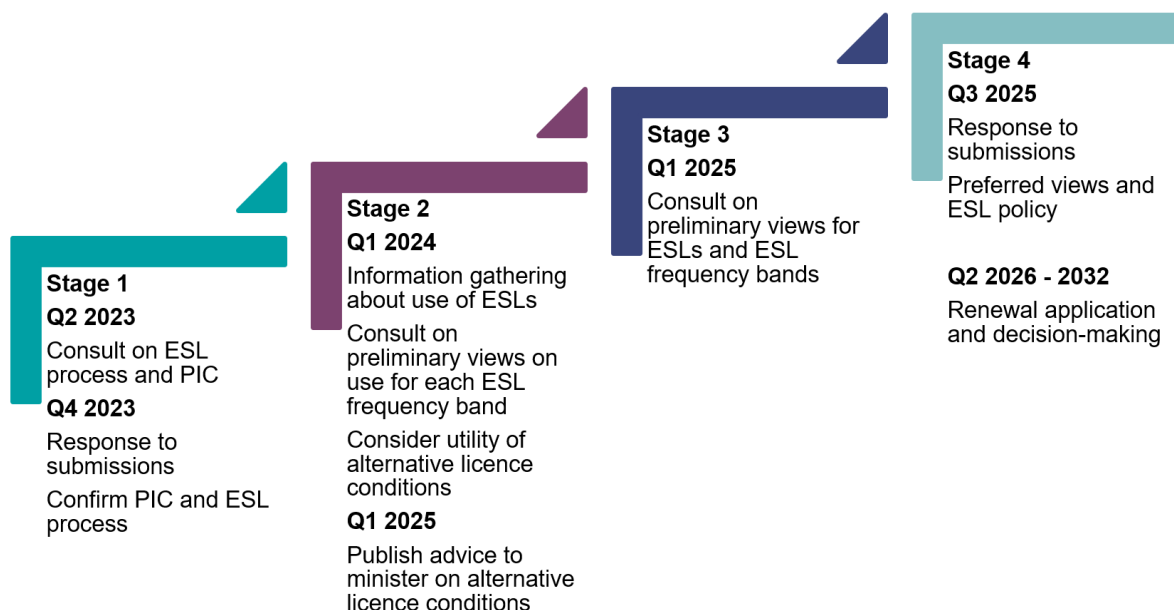 Stage 1
Q2 2023
Consult on ESL
process and PIC
Q4 2023
Response to
submissions
Confirm PIC and ESL
process
Stage 2
Q1 2024
Information gathering
about use of ESLs
Consult on
preliminary views on
use for each ESL
frequency band
Consider utility of
alternative licence
conditions
Q1 2025
Publish advice to
minister on alternative
licence conditions
Stage 3
Q1 2025
Consult on
preliminary views for
ESLs and ESL
frequency bands
Stage 4
Q3 2025
Response to
submissions
Preferred views and
ESL policy
Q2 2026 - 2032
Renewal application
and decision-making